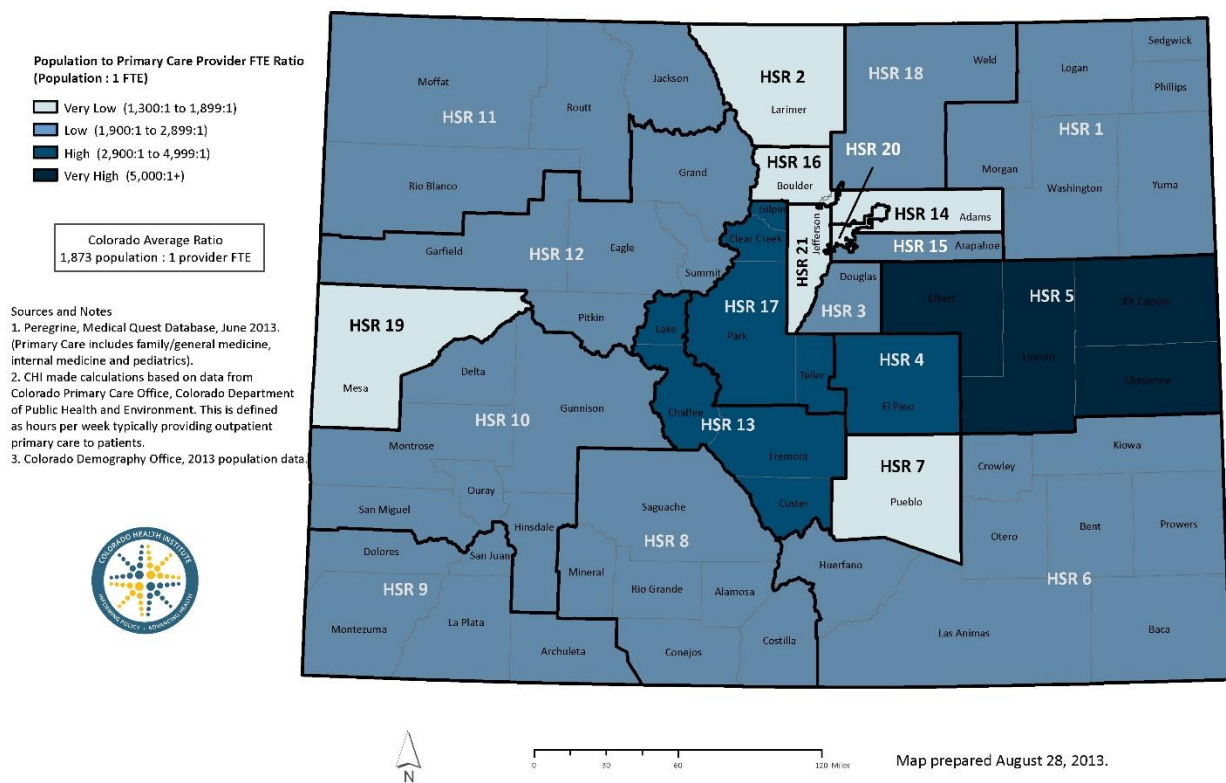 Population to Primary Care Provider FTE Ratio
(Population : 1 FTE)
Very Low (1,300:1 to 1,899:1)
Low (1,900:1 to 2,899:1)
High (2,900:1 to 4,999:1)
Very High (5,000:1+)
Colorado Average Ratio
1,873 population : 1 provider FTE
Sources and Notes
1. Peregrine, Medical Quest Database, June 2013.
(Primary Care includes family/general medicine,
internal medicine and pediatrics).
2. CHI made calculations based on data from
Colorado Primary Care Office, Colorado Department
of Public Health and Environment. This is defined
as hours per week typically providing outpatient
primary care to patients.
3. Colorado Demography Office, 2013 population data.
COLORADO HEALTH INSTITUTE
INFORMING POLICY • ADVANCING HEALTH
Moffat
Routt
Jackson
HSR 11
Rio Blanco
HSR 2
Larimer
HSR 18
Weld
Logan
Sedgwick
Phillips
HSR 1
Morgan
Washington
Yuma
Grand
HSR 16
Boulder
HSR 20
Gilpin
Clear Creek
Jefferson
HSR 21
HSR 14
Adams
HSR 15
Arapahoe
Garfield
HSR 12
Eagle
Summit
Pitkin
Douglas
HSR 3
Elbert
HSR 5
Kit Carson
Lincoln
Cheyenne
HSR 19
Mesa
Lake
HSR 17
Park
Teller
HSR 4
El Paso
Delta
Gunnison
HSR 10
Chaffee
HSR 13
Fremont
Custer
Montrose
Ouray
San Miguel
Hinsdale
HSR 7
Pueblo
Crowley
Kiowa
Otero
Bent
Prowers
HSR 6
Saguache
HSR 8
Mineral
Rio Grande
Alamosa
Huerfano
Dolores
San Juan
HSR 9
Montezuma
La Plata
Archuleta
Conejos
Costilla
Las Animas
Baca
N
0
30
60
120 Miles
Map prepared August 28, 2013.